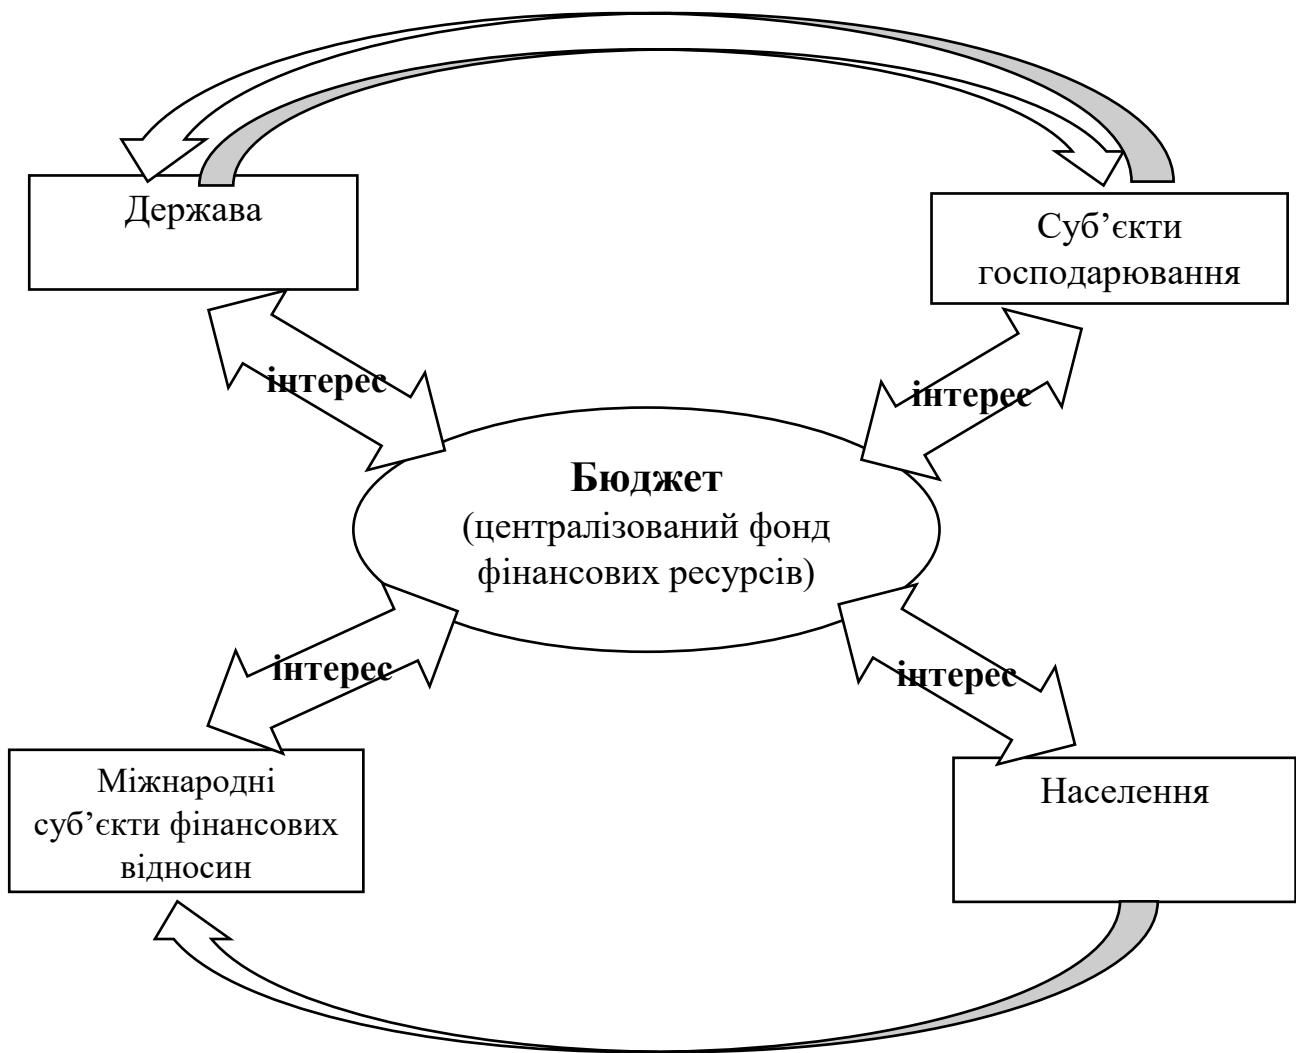 Держава
Суб’єкти
господарювання
інтерес
інтерес
Бюджет
(централізований фонд
фінансових ресурсів)
інтерес
інтерес
Міжнародні
суб’єкти фінансових
відносин
Населення